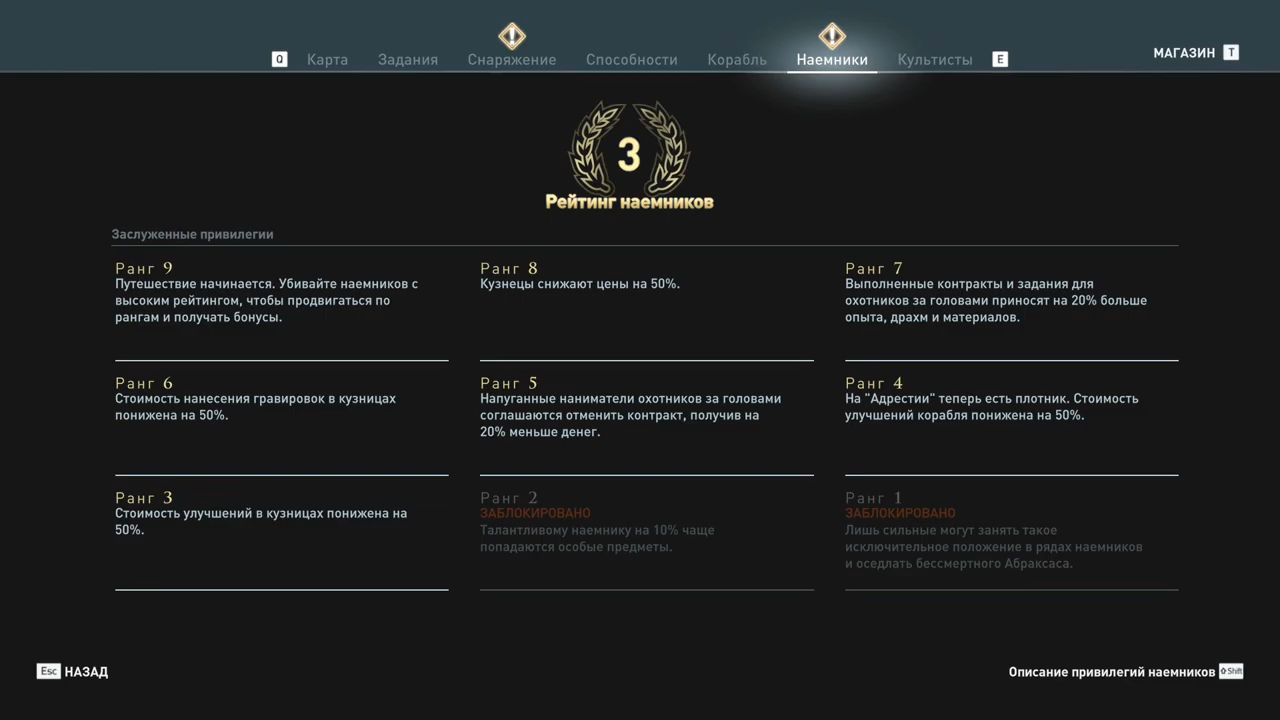 Q
Карта
Задания
Снаряжение
Способности
Корабль
Наемники
Культисты
E
МАГАЗИН T
3
Рейтинг наемников
Заслуженные привилегии
Ранг 9
Путешествие начинается. Убивайте наемников с
высоким рейтингом, чтобы продвигаться по
рангам и получать бонусы.
Ранг 8
Кузнецы снижают цены на 50%.
Ранг 7
Выполненные контракты и задания для
охотников за головами приносят на 20% больше
опыта, драхм и материалов.
Ранг 6
Стоимость нанесения гравировок в кузницах
понижена на 50%.
Ранг 5
Напуганные наниматели охотников за головами
соглашаются отменить контракт, получив на
20% меньше денег.
Ранг 4
На "Адрестии" теперь есть плотник. Стоимость
улучшений корабля понижена на 50%.
Ранг 3
Стоимость улучшений в кузницах понижена на
50%.
Ранг 2
ЗАБЛОКИРОВАНО
Талантливому наемнику на 10% чаще
попадаются особые предметы.
Ранг 1
ЗАБЛОКИРОВАНО
Лишь сильные могут занять такое
исключительное положение в рядах наемников
и оседлать бессмертного Абраксаса.
Esc НАЗАД
Описание привилегий наемников Shift